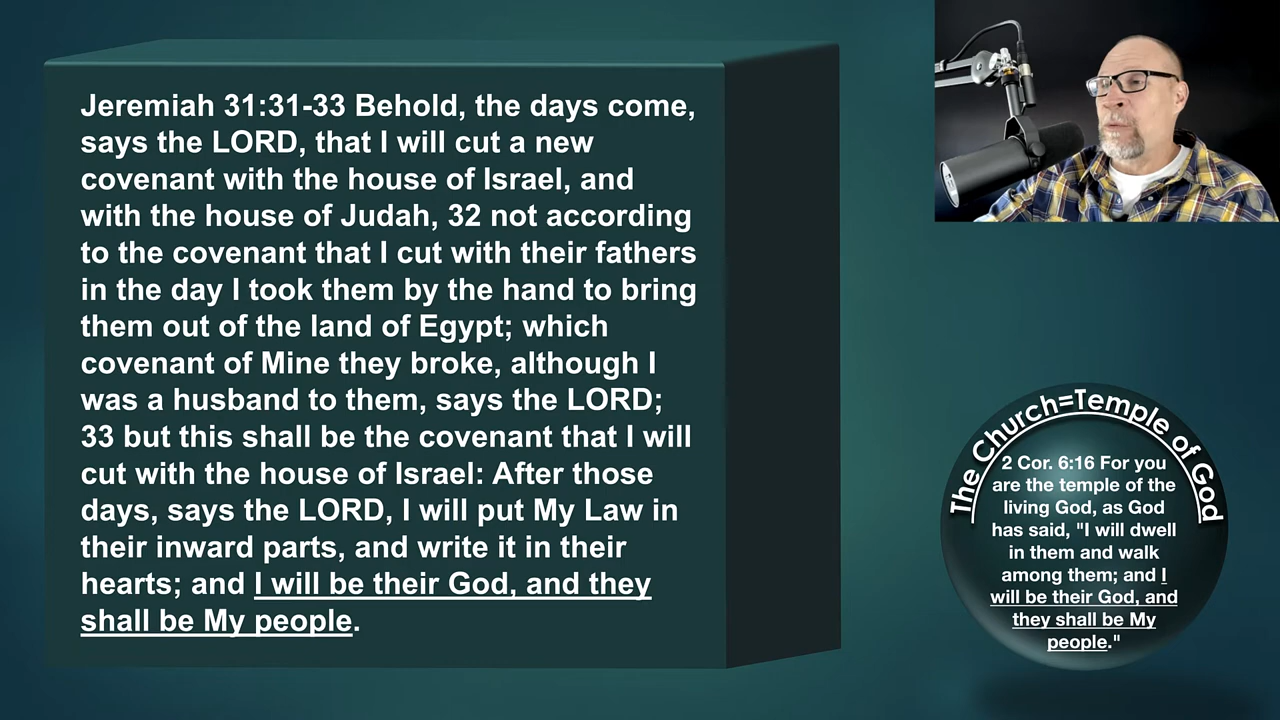 Jeremiah 31:31-33 Behold, the days come,
says the LORD, that I will cut a new
covenant with the house of Israel, and
with the house of Judah, 32 not according
to the covenant that I cut with their fathers
in the day I took them by the hand to bring
them out of the land of Egypt; which
covenant of Mine they broke, although I
was a husband to them, says the LORD;
33 but this shall be the covenant that I will
cut with the house of Israel: After those
days, says the LORD, I will put My Law in
their inward parts, and write it in their
hearts; and I will be their God, and they
shall be My people.
The Church=Temple of God
2 Cor. 6:16 For you
are the temple of the
living God, as God
has said, "I will dwell
in them and walk
among them; and I
will be their God, and
they shall be My
people."